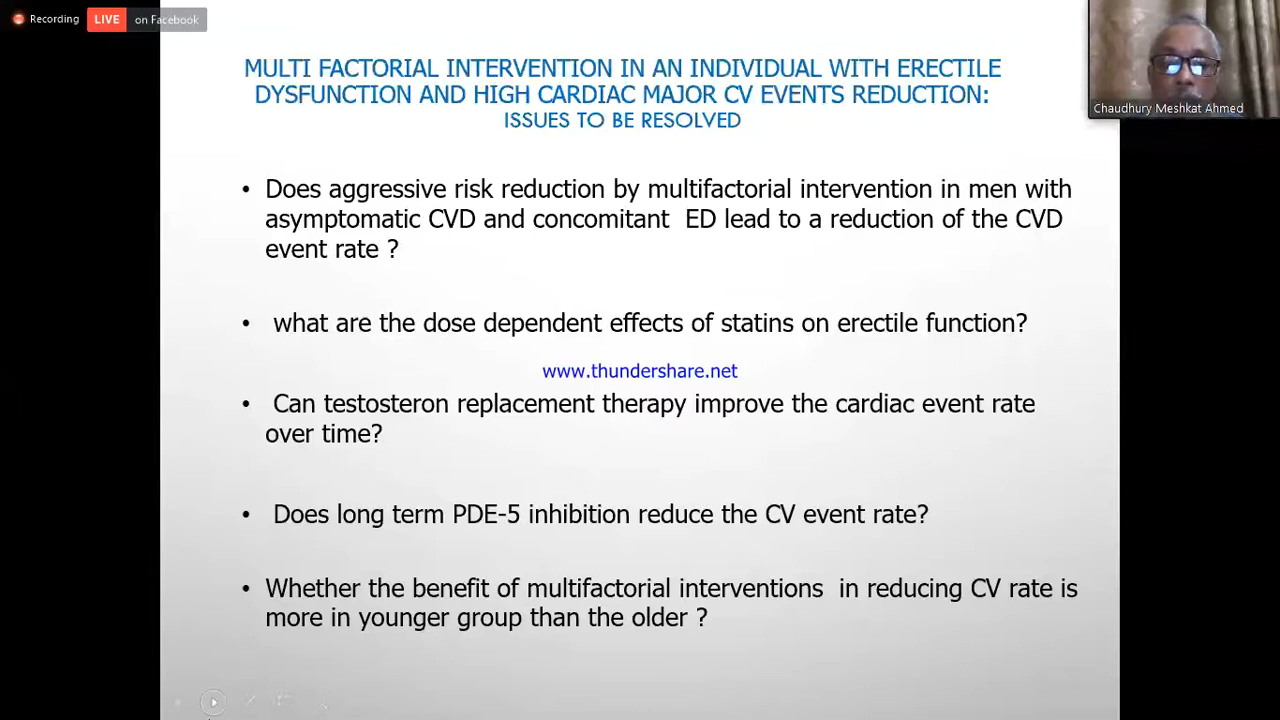 Recording
LIVE on Facebook
Chaudhury Meshkat Ahmed
MULTI FACTORIAL INTERVENTION IN AN INDIVIDUAL WITH ERECTILE
DYSFUNCTION AND HIGH CARDIAC MAJOR CV EVENTS REDUCTION:
ISSUES TO BE RESOLVED
• Does aggressive risk reduction by multifactorial intervention in men with
asymptomatic CVD and concomitant ED lead to a reduction of the CVD
event rate ?
• what are the dose dependent effects of statins on erectile function?
www.thundershare.net
• Can testosteron replacement therapy improve the cardiac event rate
over time?
• Does long term PDE-5 inhibition reduce the CV event rate?
• Whether the benefit of multifactorial interventions in reducing CV rate is
more in younger group than the older ?